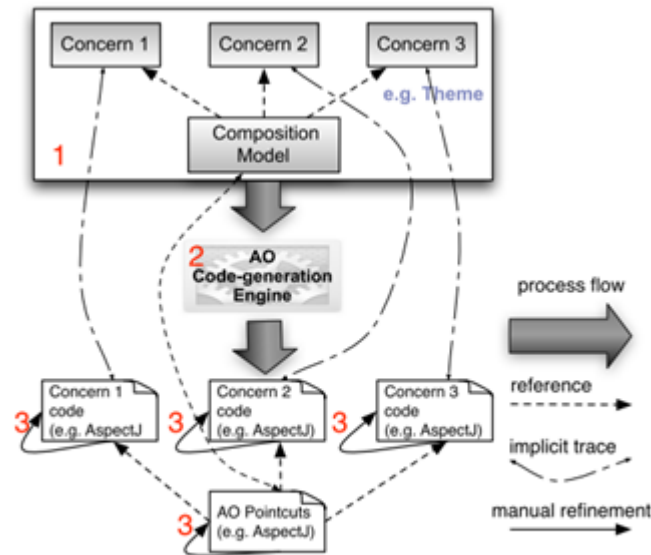 Concern 1
Concern 2
Concern 3
e.g. Theme
Composition
Model
1
2
AO
Code-generation
Engine
process flow
Concern 1
code
(e.g. AspectJ
3
Concern 2
code
(e.g. AspectJ)
3
Concern 3
code
(e.g. AspectJ)
3
reference
implicit trace
manual refinement
AO Pointcuts
(e.g. AspectJ)
3